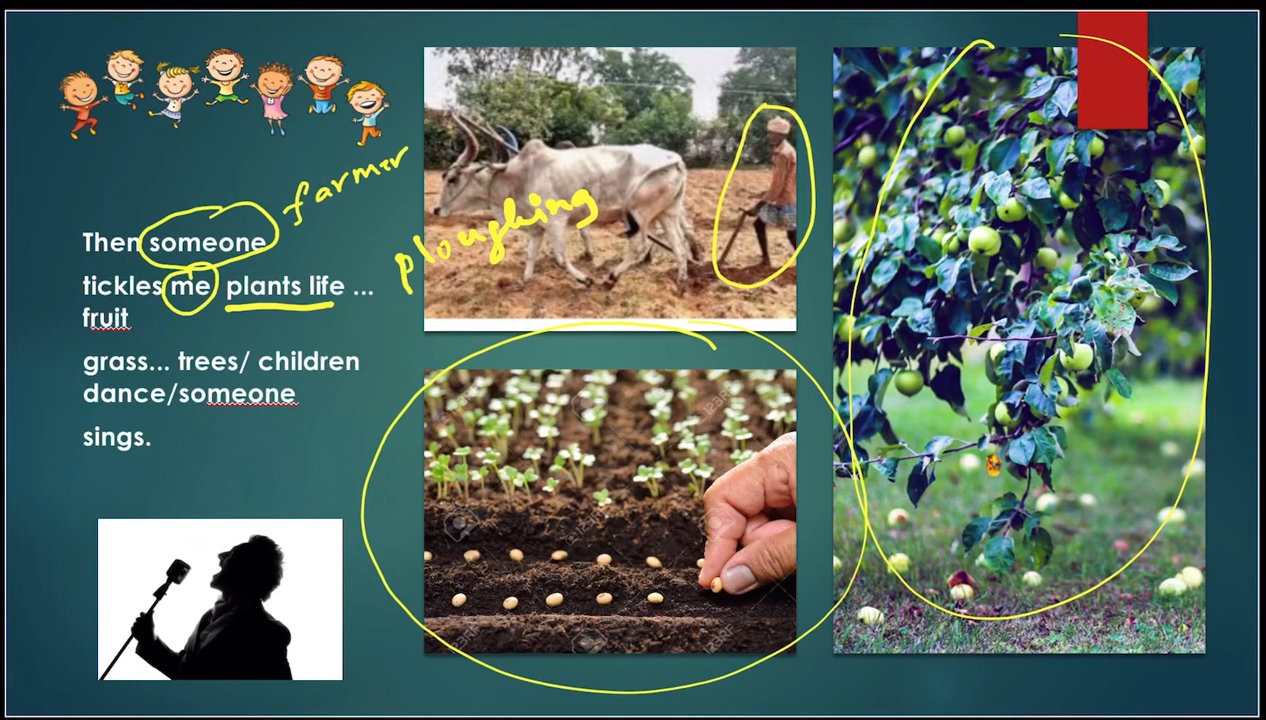 Then someone
farmer
tickles me plants life ...
fruit
grass... trees/ children
dance/someone
sings.
ploughing